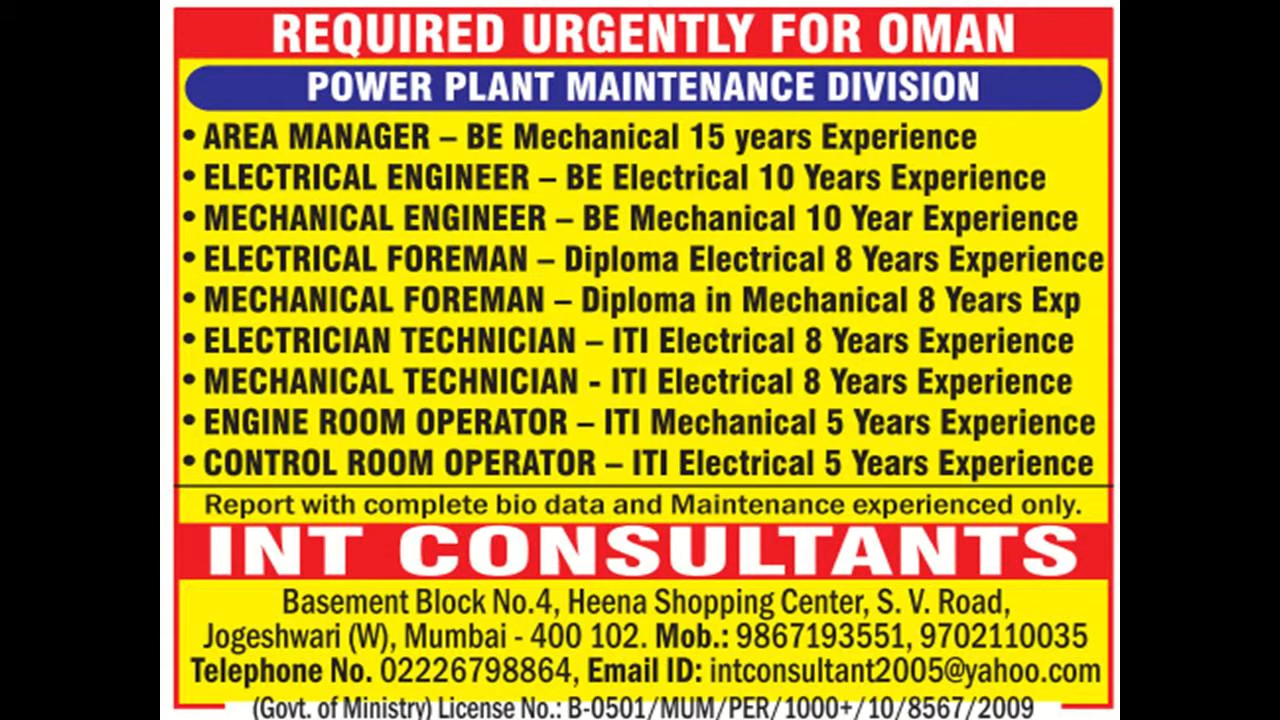 REQUIRED URGENTLY FOR OMAN
POWER PLANT MAINTENANCE DIVISION
• AREA MANAGER – BE Mechanical 15 years Experience
• ELECTRICAL ENGINEER – BE Electrical 10 Years Experience
• MECHANICAL ENGINEER – BE Mechanical 10 Year Experience
• ELECTRICAL FOREMAN – Diploma Electrical 8 Years Experience
• MECHANICAL FOREMAN – Diploma in Mechanical 8 Years Exp
• ELECTRICIAN TECHNICIAN – ITI Electrical 8 Years Experience
• MECHANICAL TECHNICIAN - ITI Electrical 8 Years Experience
• ENGINE ROOM OPERATOR – ITI Mechanical 5 Years Experience
• CONTROL ROOM OPERATOR – ITI Electrical 5 Years Experience
Report with complete bio data and Maintenance experienced only.
INT CONSULTANTS
Basement Block No.4, Heena Shopping Center, S. V. Road,
Jogeshwari (W), Mumbai - 400 102. Mob.: 9867193551, 9702110035
Telephone No. 02226798864, Email ID: intconsultant2005@yahoo.com
(Govt. of Ministry) License No.: B-0501/MUM/PER/1000+/10/8567/2009